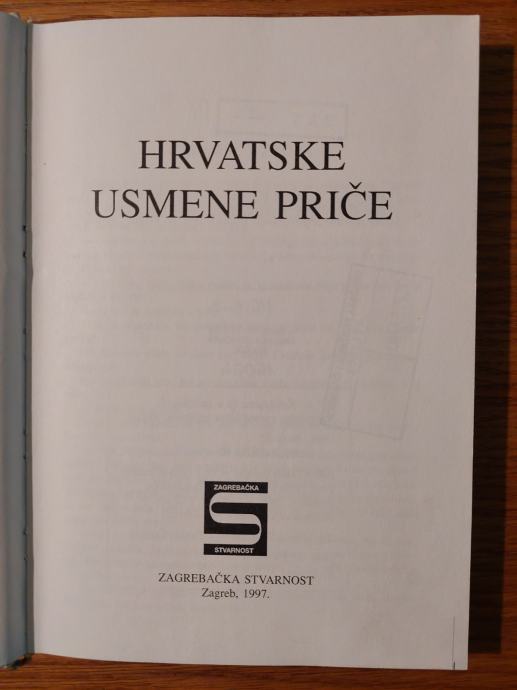 HRVATSKE
USMENE PRIČE
ZAGREBAČKA
STVARNOST
ZAGREBAČKA STVARNOST
Zagreb, 1997.